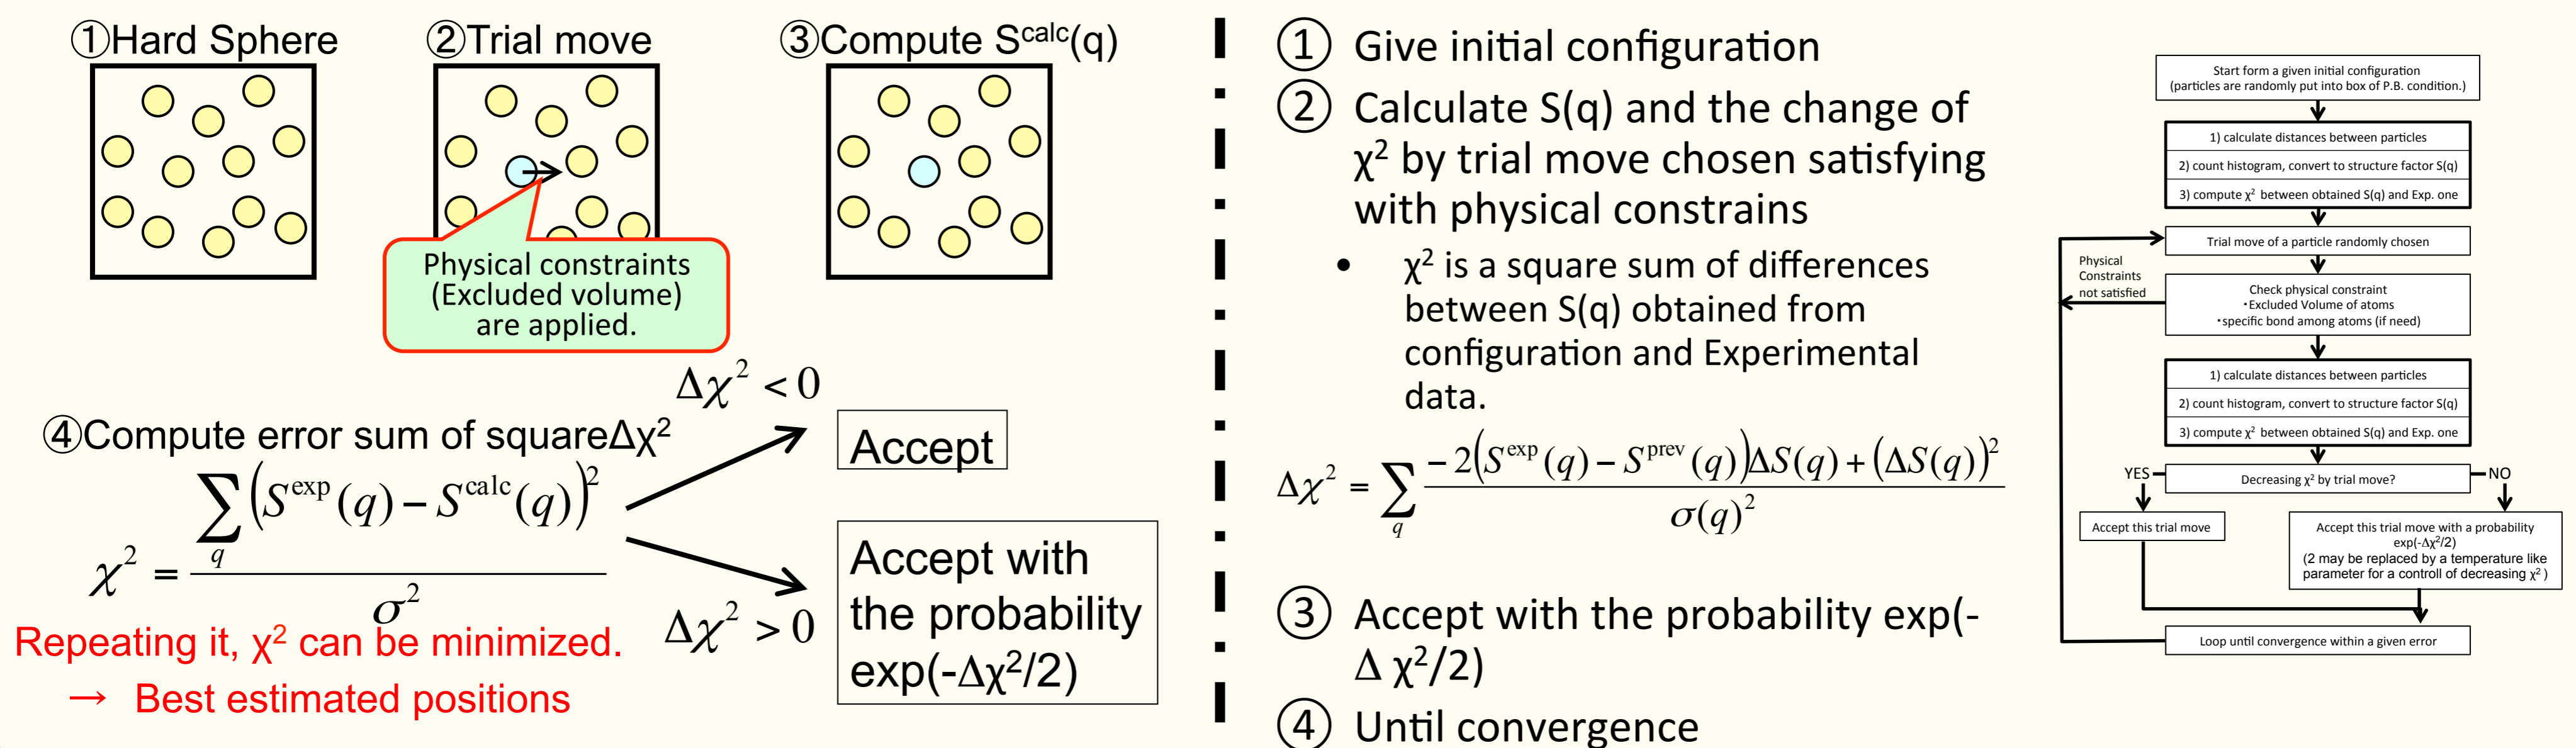 ①Hard Sphere
②Trial move
③Compute S^calc(q)
Physical constraints
(Excluded volume)
are applied.
④Compute error sum of squareΔχ²
χ² = ∑_q (S^exp(q) − S^calc(q))² / σ²
Δχ² < 0
Accept
Δχ² > 0
Accept with
the probability
exp(-Δχ²/2)
Repeating it, χ² can be minimized.
→ Best estimated positions
① Give initial configuration
② Calculate S(q) and the change of
χ² by trial move chosen satisfying
with physical constrains
• χ² is a square sum of differences
between S(q) obtained from
configuration and Experimental
data.
Δχ² = ∑_q −2(S^exp(q) − S^prev(q))ΔS(q) + (ΔS(q))² / σ(q)²
③ Accept with the probability exp(-
Δ χ²/2)
④ Until convergence
Start form a given initial configuration
(particles are randomly put into box of P.B. condition.)
1) calculate distances between particles
2) count histogram, convert to structure factor S(q)
3) compute χ² between obtained S(q) and Exp. one
Trial move of a particle randomly chosen
Physical
Constraints
not satisfied
Check physical constraint
・Excluded Volume of atoms
・specific bond among atoms (if need)
1) calculate distances between particles
2) count histogram, convert to structure factor S(q)
3) compute χ² between obtained S(q) and Exp. one
YES
Decreasing χ² by trial move?
NO
Accept this trial move
Accept this trial move with a probability
exp(-Δχ²/2)
(2 may be replaced by a temperature like
parameter for a controll of decreasing χ² )
Loop until convergence within a given error